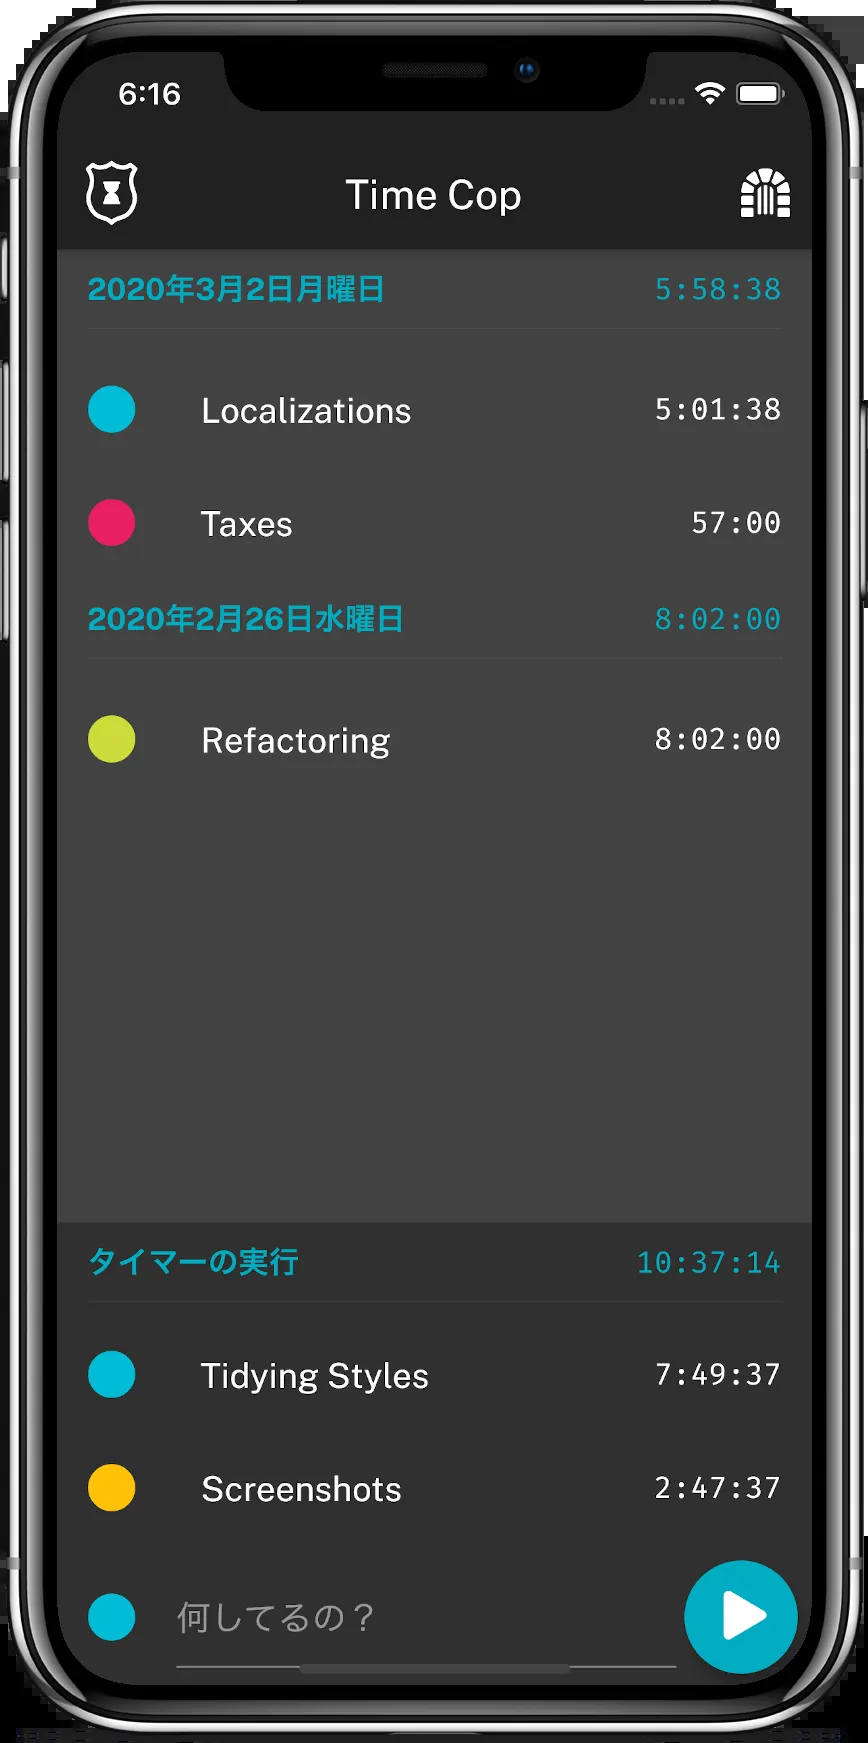 6:16
Time Cop
2020年3月2日月曜日 5:58:38
Localizations 5:01:38
Taxes 57:00
2020年2月26日水曜日 8:02:00
Refactoring 8:02:00
タイマーの実行 10:37:14
Tidying Styles 7:49:37
Screenshots 2:47:37
何してるの？